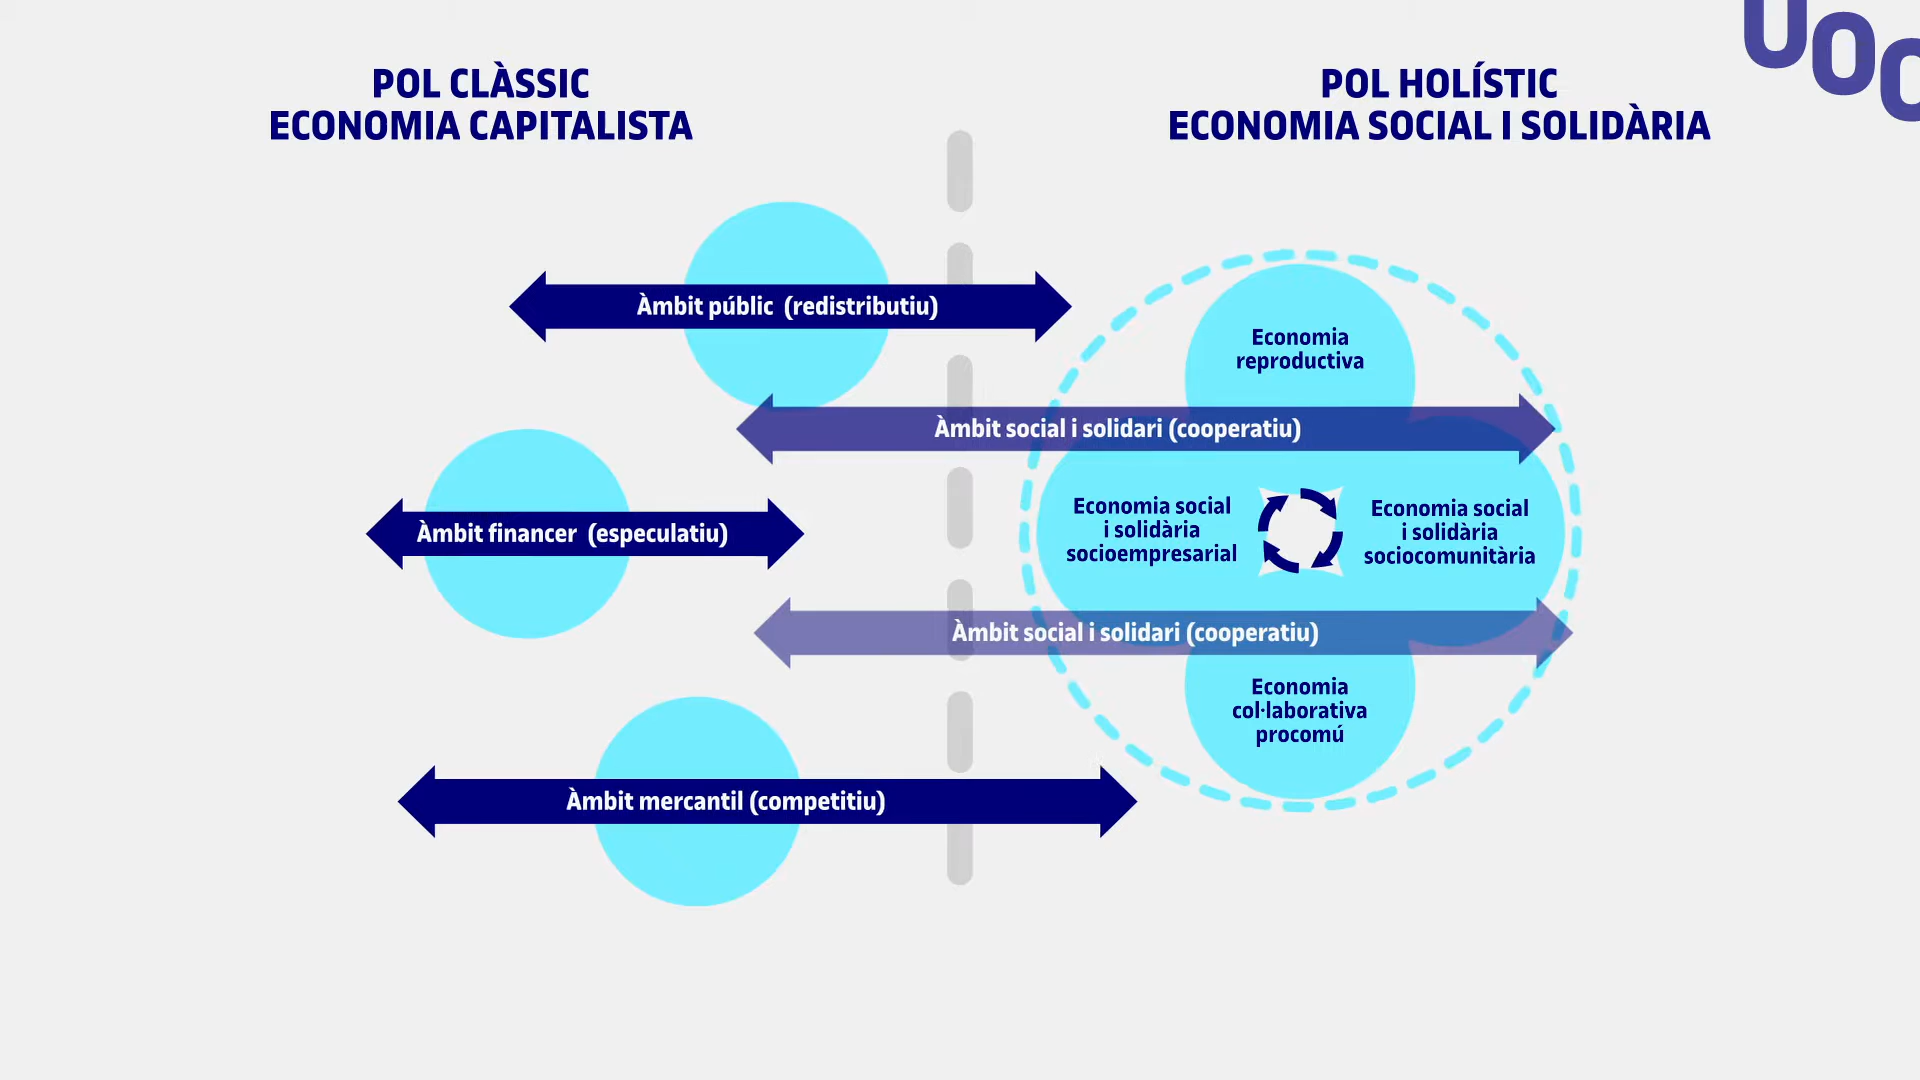 UOC
POL CLÀSSIC
ECONOMIA CAPITALISTA
POL HOLÍSTIC
ECONOMIA SOCIAL I SOLIDÀRIA
Àmbit públic (redistributiu)
Economia
reproductiva
Àmbit social i solidari (cooperatiu)
Àmbit financer (especulatiu)
Economia social
i solidària
socioempresarial
Economia social
i solidària
sociocomunitària
Àmbit social i solidari (cooperatiu)
Economia
col·laborativa
procomú
Àmbit mercantil (competitiu)